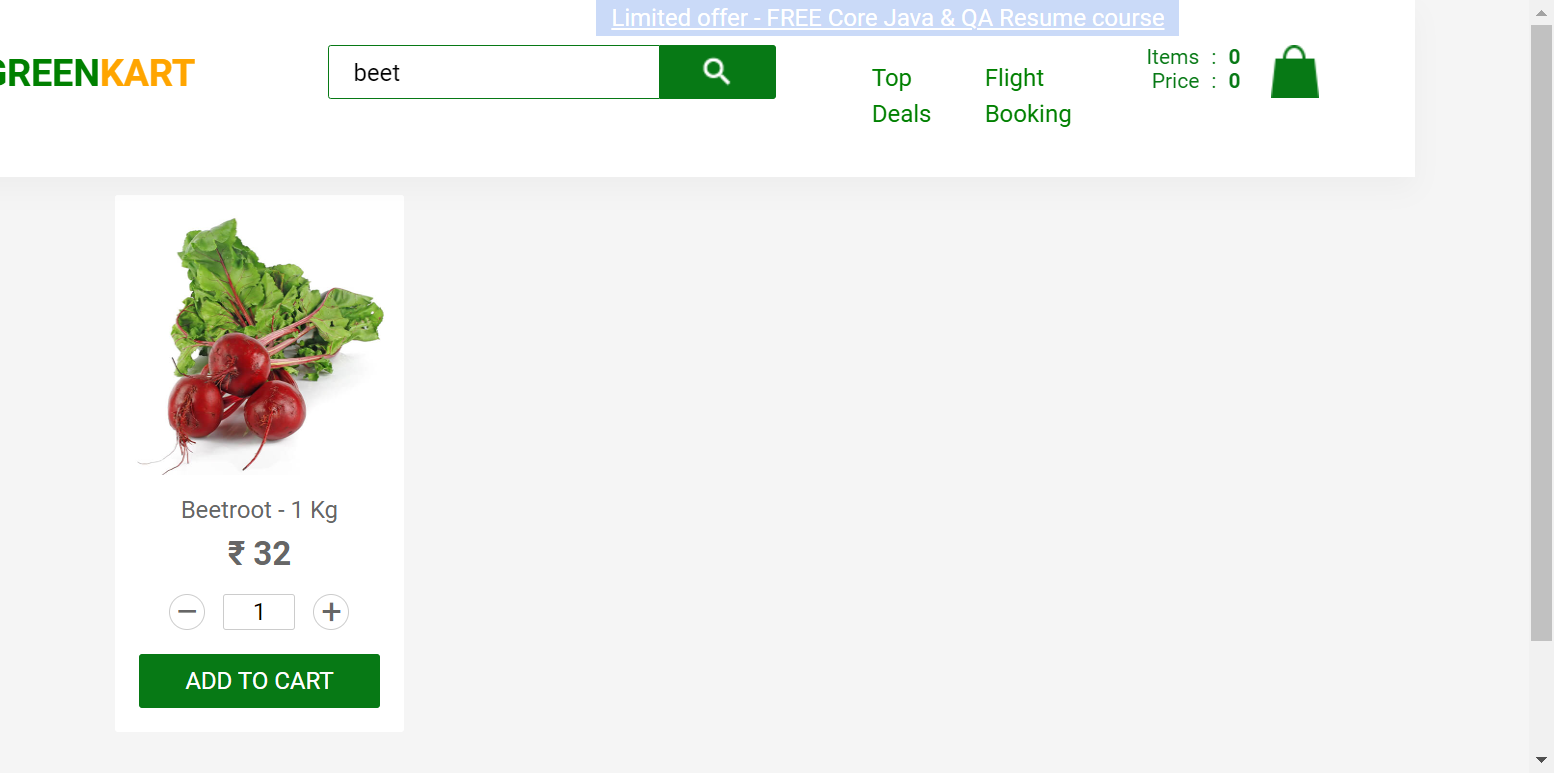 Limited offer - FREE Core Java & QA Resume course
GREENKART
beet
Top
Deals
Flight
Booking
Items : 0
Price : 0
Beetroot - 1 Kg
₹ 32
− 1 +
ADD TO CART